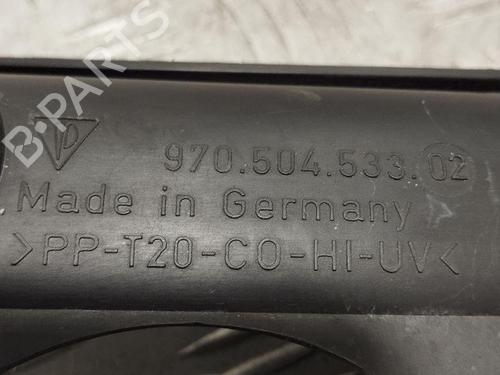 B-PARTS
970.504.533.02
Made in Germany
>PP-T20-CO-HI-UV<